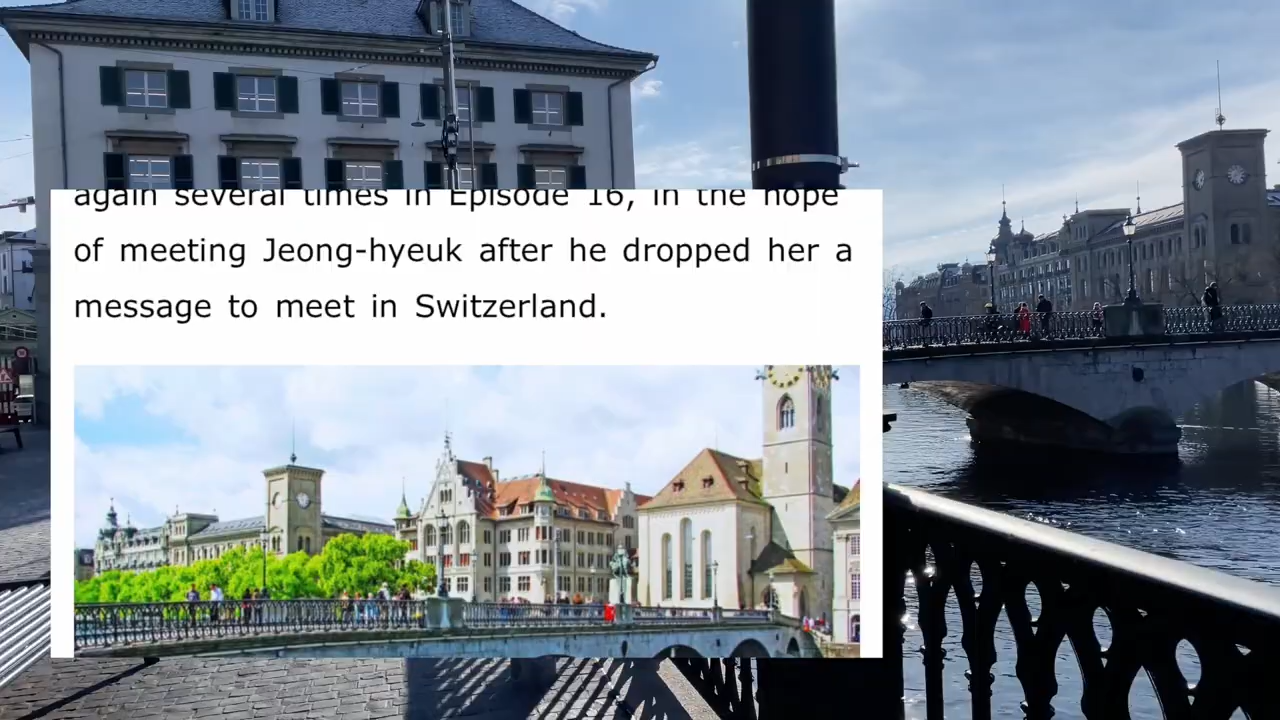 again several times in Episode 16, in the hope
of meeting Jeong-hyeuk after he dropped her a
message to meet in Switzerland.